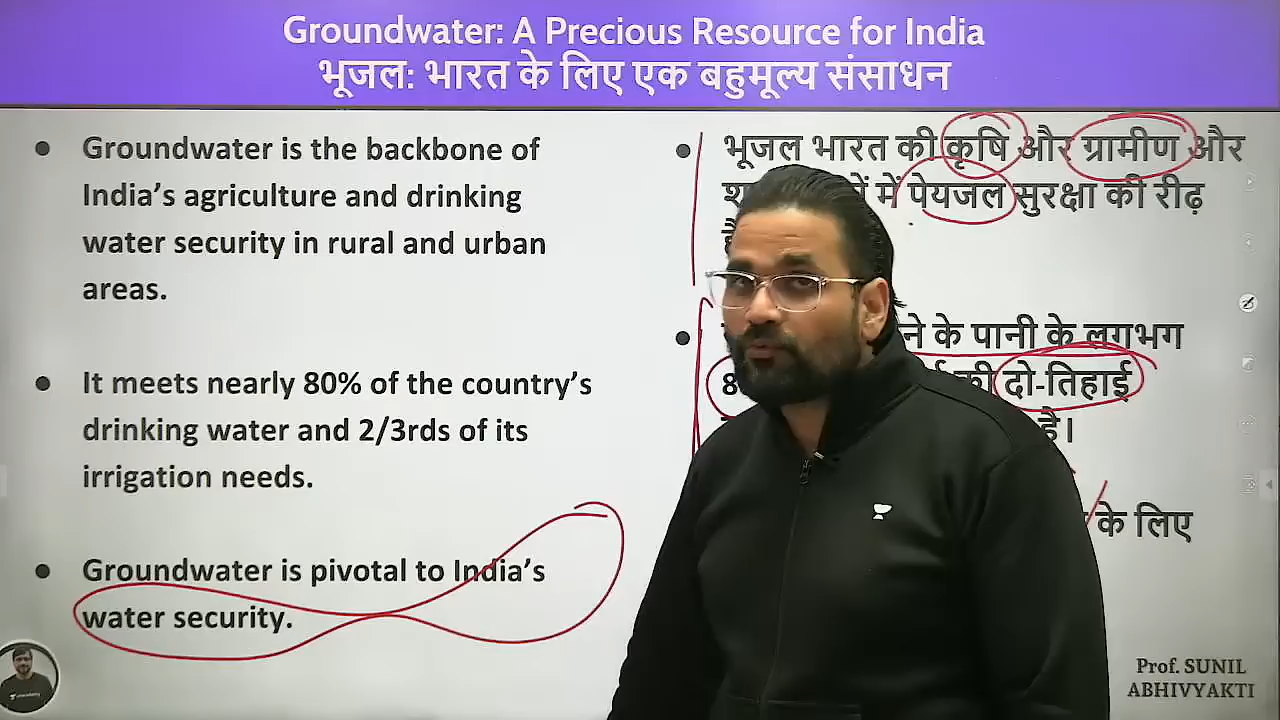 Groundwater: A Precious Resource for India
भूजल: भारत के लिए एक बहुमूल्य संसाधन
Groundwater is the backbone of
India's agriculture and drinking
water security in rural and urban
areas.
It meets nearly 80% of the country's
drinking water and 2/3rds of its
irrigation needs.
Groundwater is pivotal to India's
water security.
भूजल भारत की कृषि और ग्रामीण और
में पेयजल सुरक्षा की रीढ़
के पानी के लगभग
की दो-तिहाई
है।
के लिए
Prof. SUNIL
ABHIVYAKTI